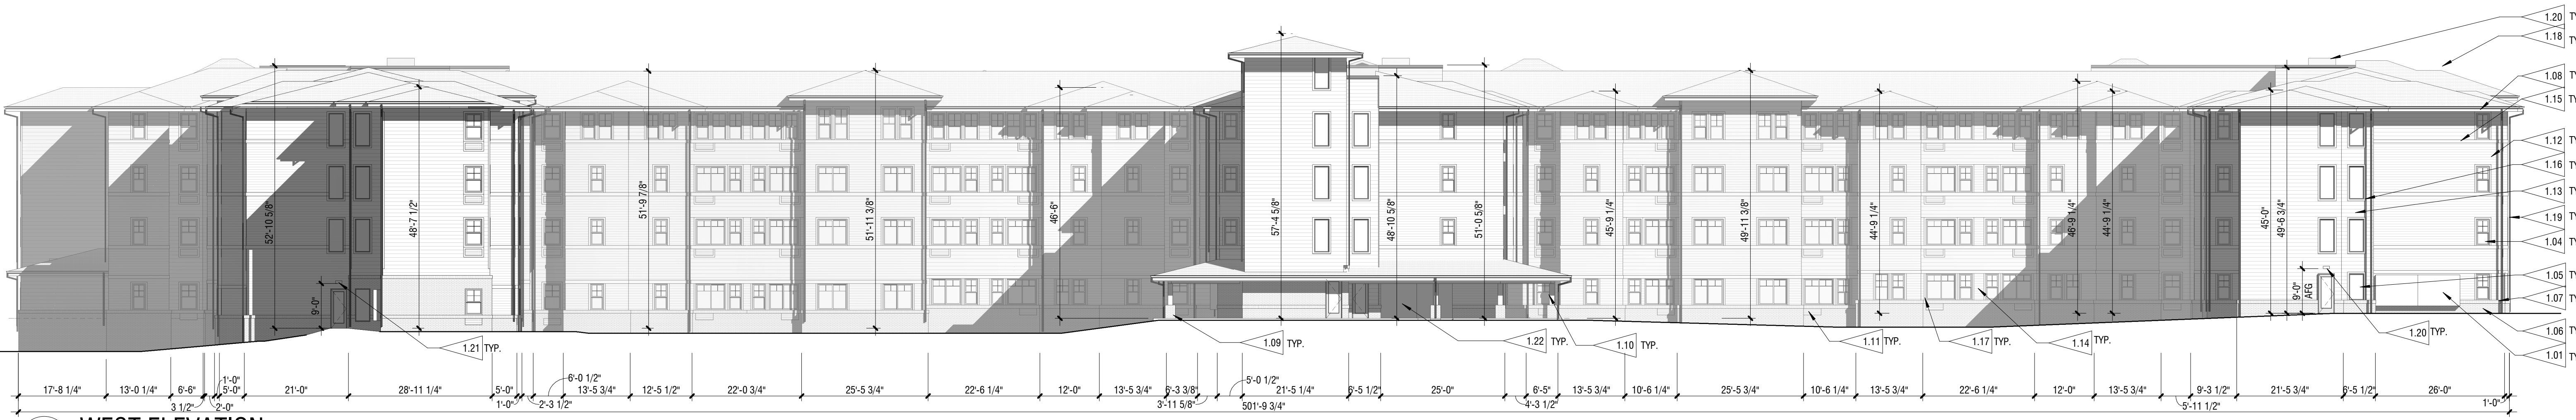 1.20 TY
1.18 TY
1.08 TY
1.15 TY
1.12 TY
1.16 TY
1.13 TY
1.19 TY
1.04 TY
1.05 TY
1.07 TY
1.06 TY
1.01 TY
52'-10 5/8"
9'-0"
48'-7 1/2"
51'-9 7/8"
51'-11 3/8"
46'-6"
57'-4 5/8"
48'-10 5/8"
51'-0 5/8"
45'-9 1/4"
49'-11 3/8"
44'-9 1/4"
46'-9 1/4"
44'-9 1/4"
45'-0"
49'-6 3/4"
9'-0"
AFG
1.21 TYP.
1.09 TYP.
1.22 TYP.
1.10 TYP.
1.11 TYP.
1.17 TYP.
1.14 TYP.
1.20 TYP.
17'-8 1/4" 13'-0 1/4" 6'-6" 3 1/2" 1'-0" 5'-0" 2'-0" 21'-0" 28'-11 1/4" 5'-0" 1'-0" 2'-3 1/2" 6'-0 1/2" 13'-5 3/4" 12'-5 1/2" 22'-0 3/4" 25'-5 3/4" 22'-6 1/4" 12'-0" 13'-5 3/4" 6'-3 3/8" 3'-11 5/8" 5'-0 1/2" 21'-5 1/4" 6'-5 1/2" 25'-0" 4'-3 1/2" 6'-5" 13'-5 3/4" 10'-6 1/4" 25'-5 3/4" 10'-6 1/4" 13'-5 3/4" 22'-6 1/4" 12'-0" 13'-5 3/4" 5'-11 1/2" 9'-3 1/2" 21'-5 3/4" 6'-5 1/2" 26'-0" 1'-0"
501'-9 3/4"
WEST ELEVATION